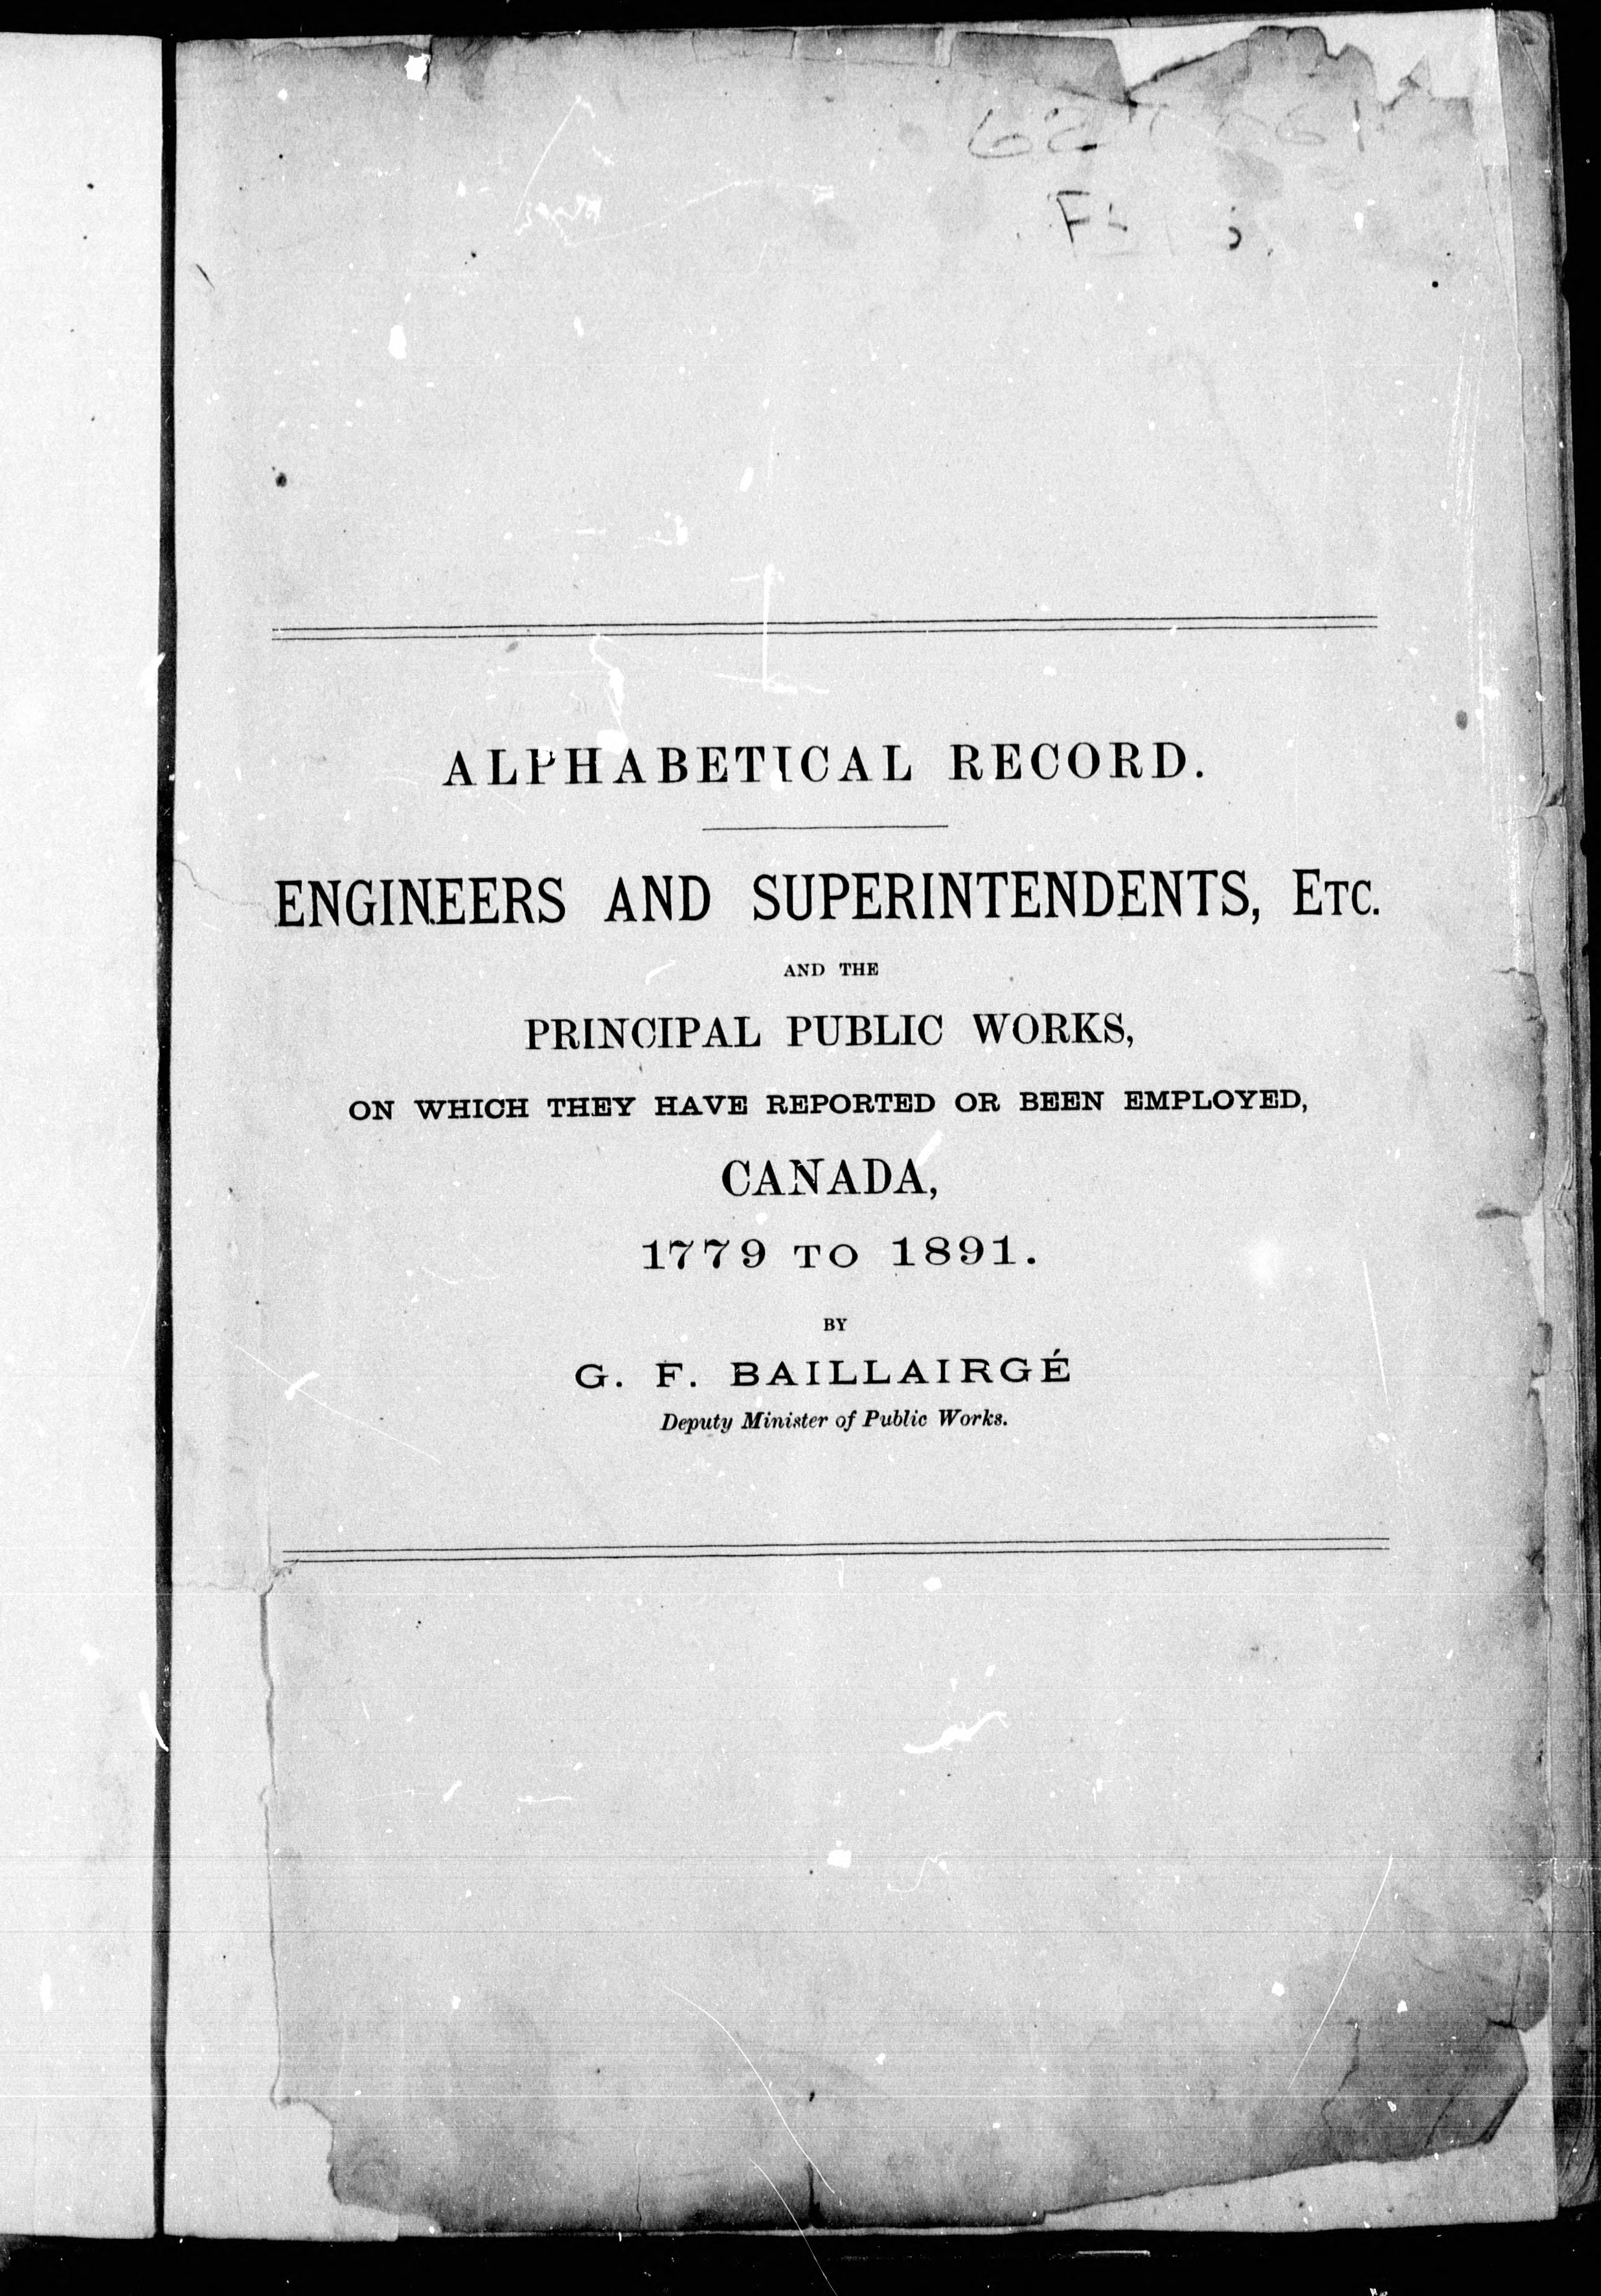 ALPHABETICAL RECORD.
ENGINEERS AND SUPERINTENDENTS, ETC.
AND THE
PRINCIPAL PUBLIC WORKS,
ON WHICH THEY HAVE REPORTED OR BEEN EMPLOYED,
CANADA,
1779 TO 1891.
BY
G. F. BAILLAIRGÉ
Deputy Minister of Public Works.